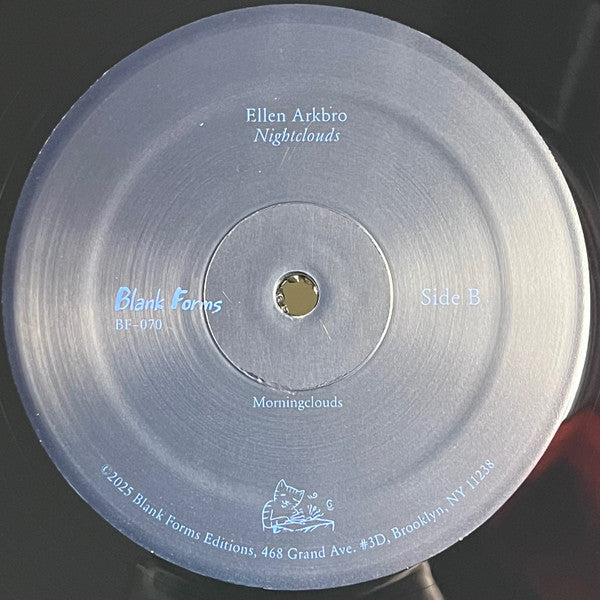 Ellen Arkbro
Nightclouds
Blank Forms
BF-070
Side B
Morningclouds
©2025 Blank Forms Editions, 468 Grand Ave. #3D, Brooklyn, NY 11238